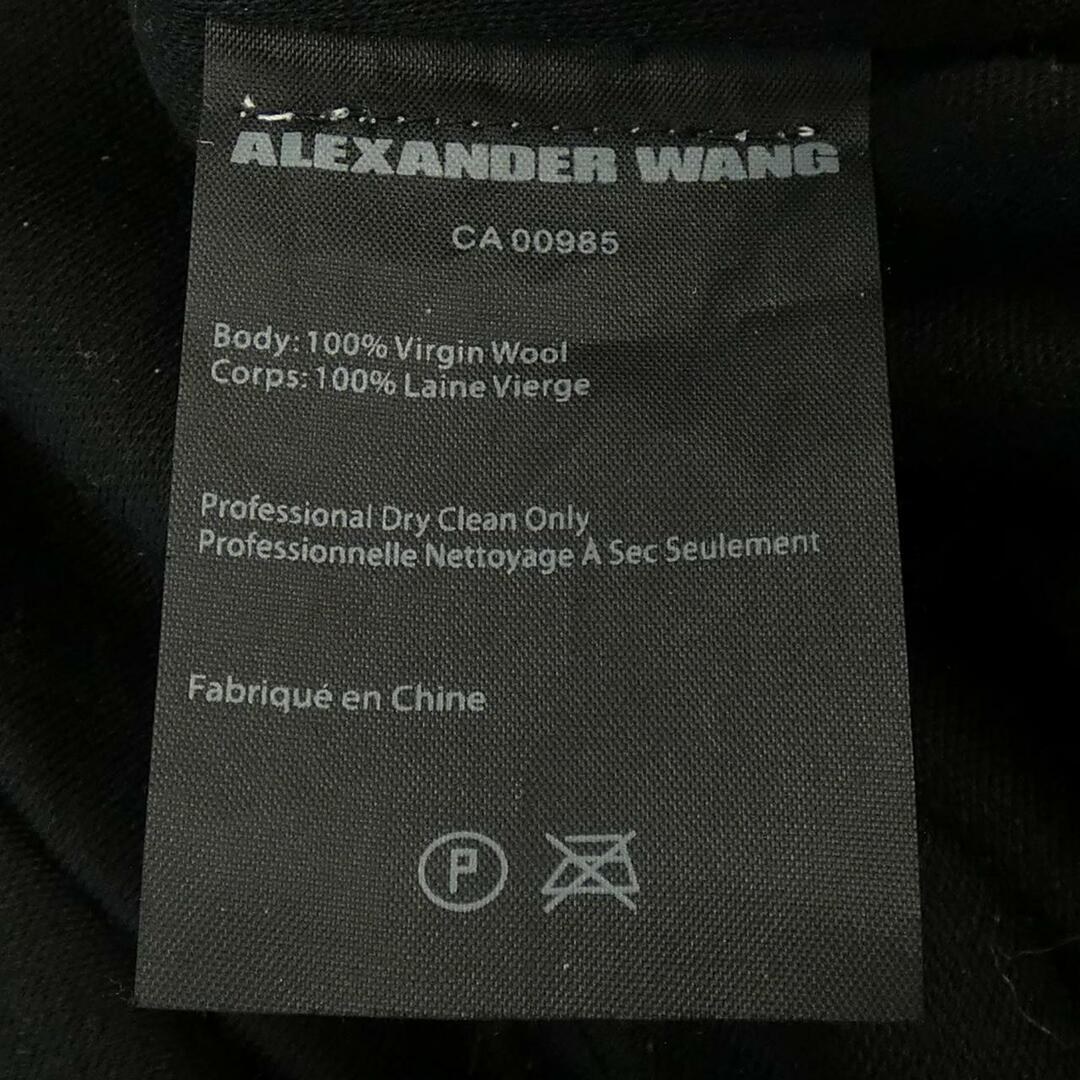 ALEXANDER WANG
CA 00985
Body: 100% Virgin Wool
Corps: 100% Laine Vierge
Professional Dry Clean Only
Professionnelle Nettoyage À Sec Seulement
Fabriqué en Chine
P